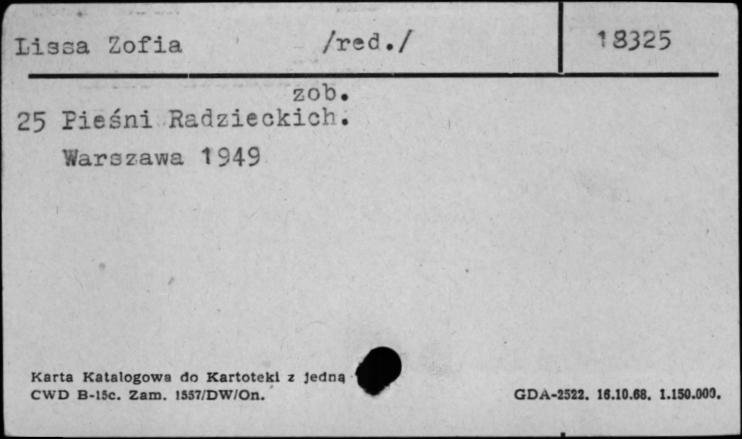 Lissa Zofia /red./ 18325
zob.
25 Pieśni Radzieckich.
Warszawa 1949
Karta Katalogowa do Kartoteki z jedną
CWD B-15c. Zam. 1557/DW/On.
GDA-2522. 16.10.68. 1.150.000.